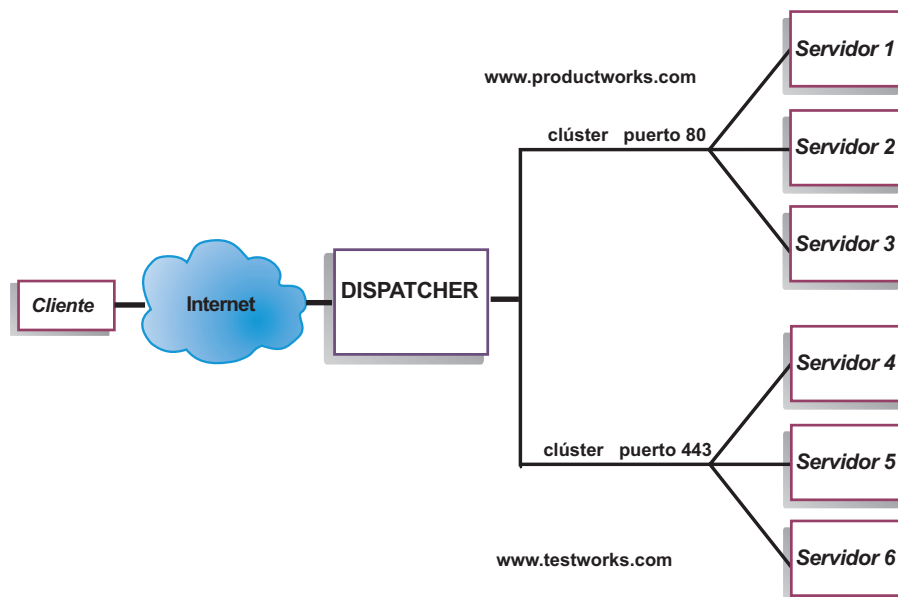 Servidor 1
www.productworks.com
clúster puerto 80
Servidor 2
Servidor 3
Cliente
Internet
DISPATCHER
Servidor 4
clúster puerto 443
Servidor 5
www.testworks.com
Servidor 6